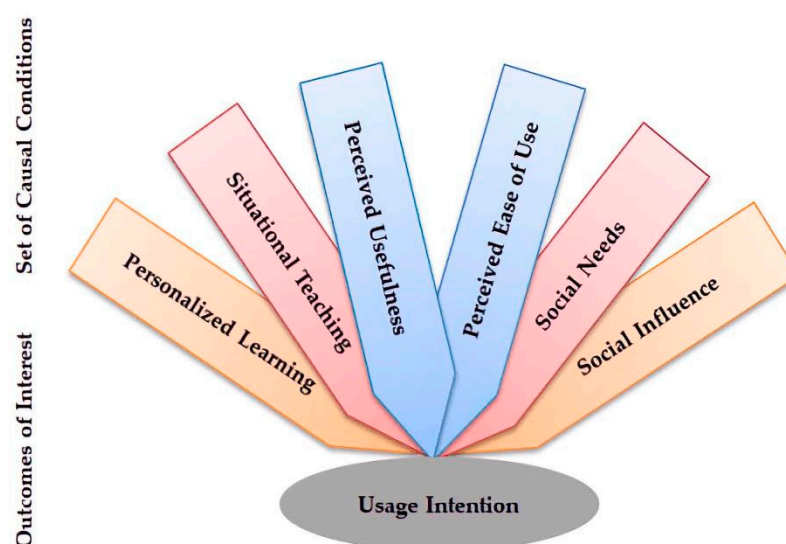 Set of Causal Conditions
Personalized Learning
Situational Teaching
Perceived Usefulness
Perceived Ease of Use
Social Needs
Social Influence
Outcomes of Interest
Usage Intention